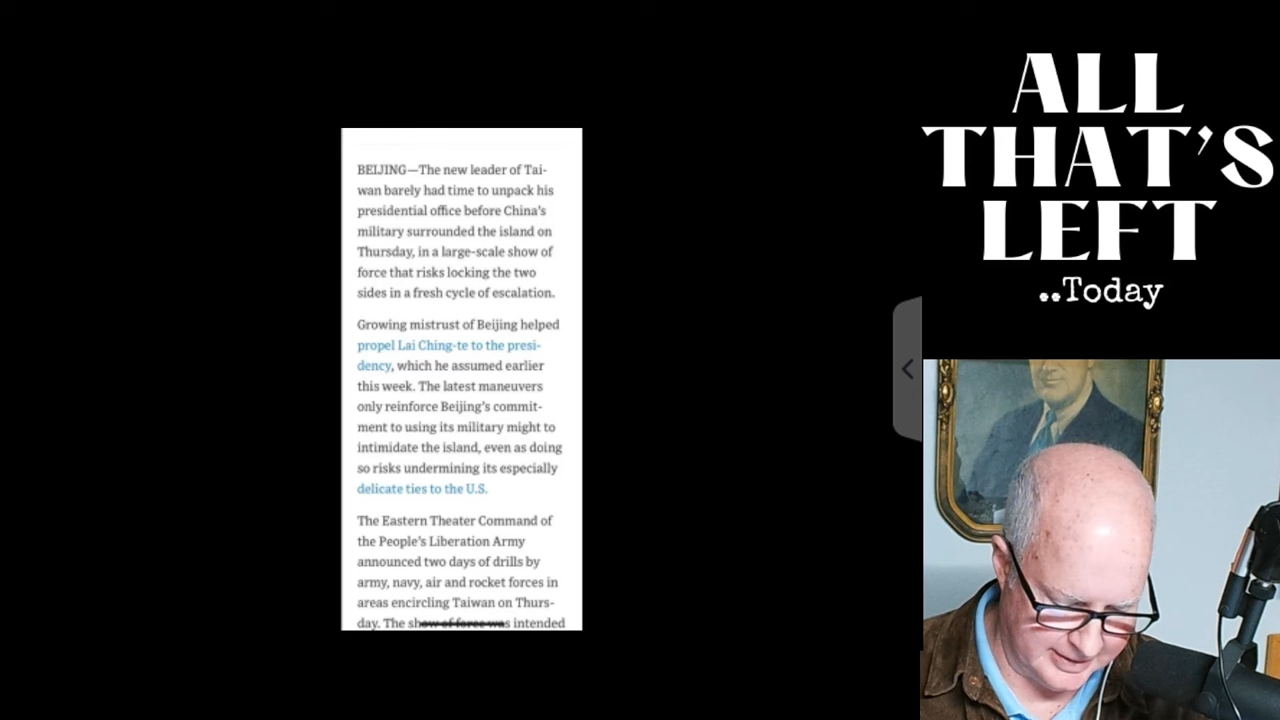 BEIJING—The new leader of Tai-
wan barely had time to unpack his
presidential office before China's
military surrounded the island on
Thursday, in a large-scale show of
force that risks locking the two
sides in a fresh cycle of escalation.
Growing mistrust of Beijing helped
propel Lai Ching-te to the presi-
dency, which he assumed earlier
this week. The latest maneuvers
only reinforce Beijing's commit-
ment to using its military might to
intimidate the island, even as doing
so risks undermining its especially
delicate ties to the U.S.
The Eastern Theater Command of
the People's Liberation Army
announced two days of drills by
army, navy, air and rocket forces in
areas encircling Taiwan on Thurs-
day. The show of force was intended
ALL
THAT'S
LEFT
..Today